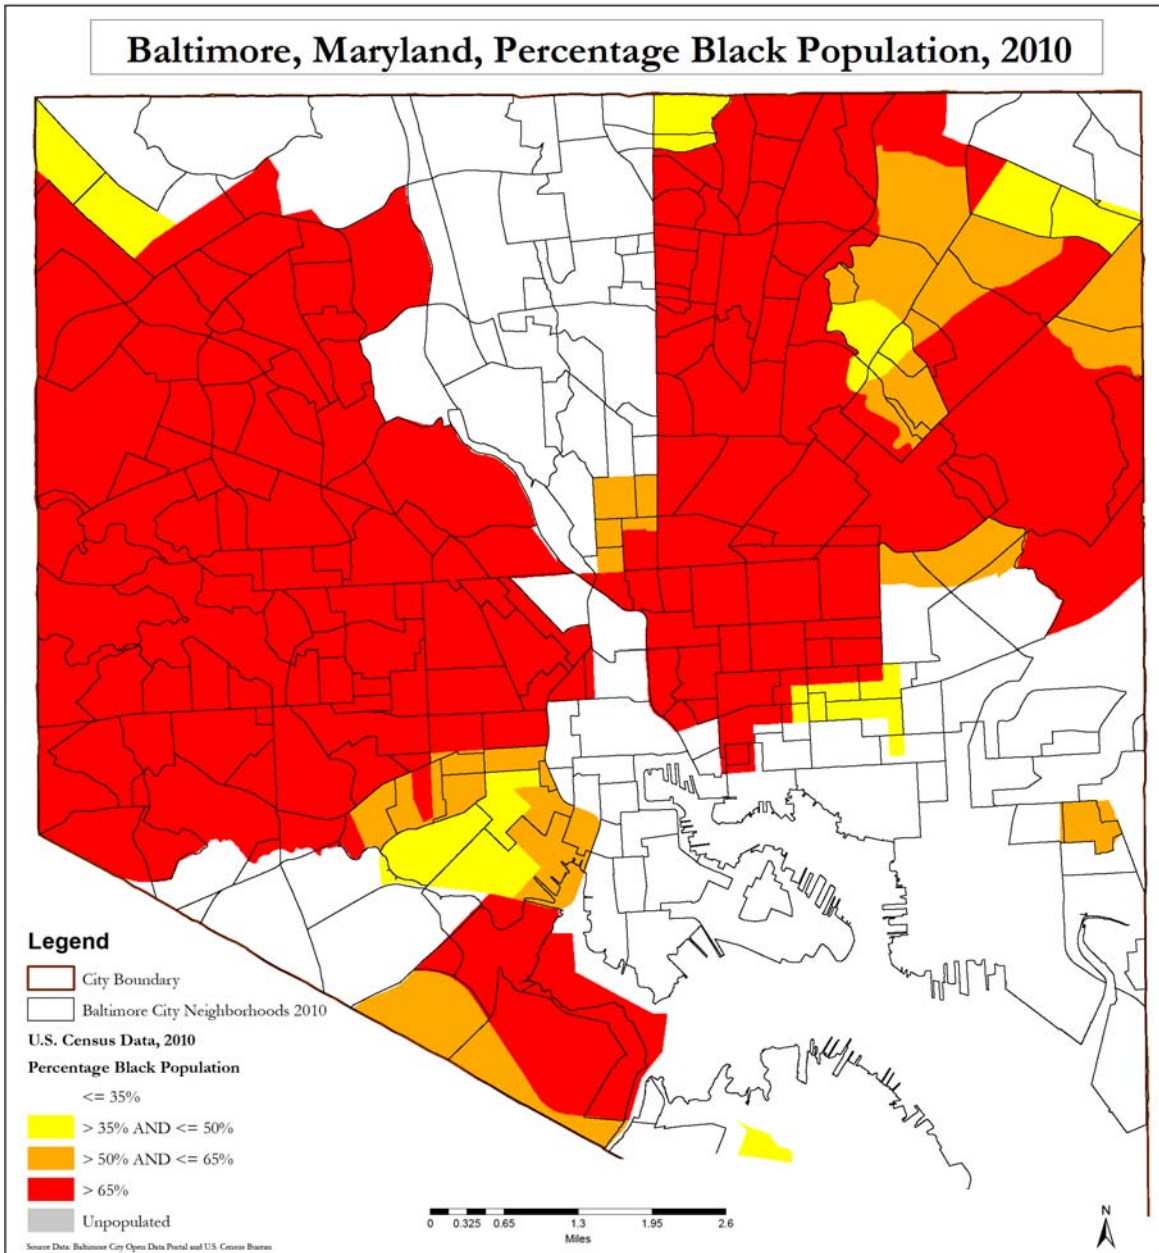 Baltimore, Maryland, Percentage Black Population, 2010
Legend
City Boundary
Baltimore City Neighborhoods 2010
U.S. Census Data, 2010
Percentage Black Population
<= 35%
> 35% AND <= 50%
> 50% AND <= 65%
> 65%
Unpopulated
Source Data: Baltimore City Open Data Portal and U.S. Census Bureau
0 0.325 0.65 1.3 1.95 2.6
Miles
N